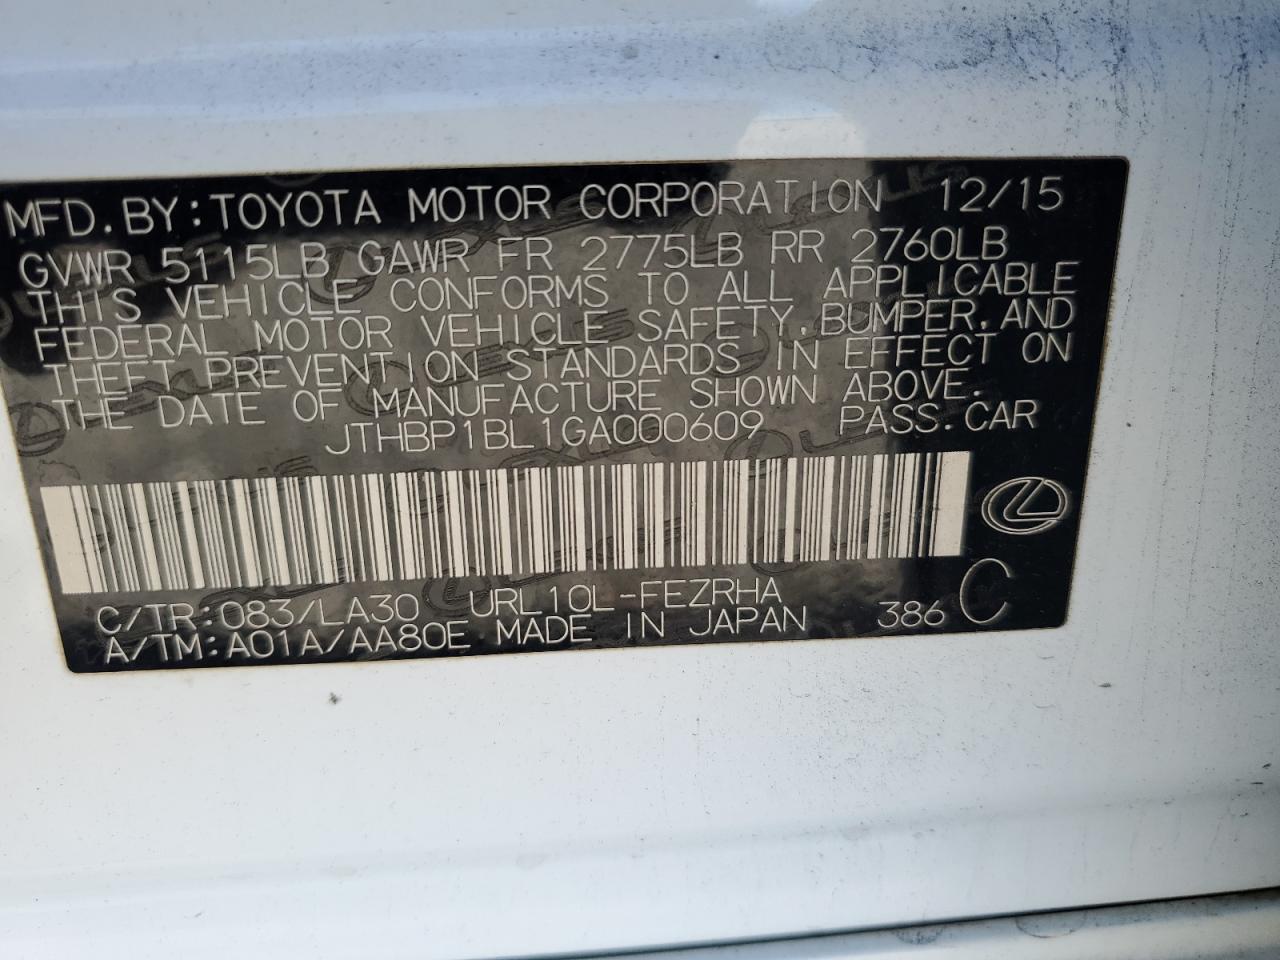 MFD. BY: TOYOTA MOTOR CORPORATION 12/15
GVWR 5115LB GAWR FR 2775LB RR 2760LB
THIS VEHICLE CONFORMS TO ALL APPLICABLE
FEDERAL MOTOR VEHICLE SAFETY, BUMPER, AND
THEFT PREVENTION STANDARDS IN EFFECT ON
THE DATE OF MANUFACTURE SHOWN ABOVE.
JTHBP1BL1GA000609 PASS. CAR
C/TR: 083/LA30 URL10L-FEZRHA
A/TM: A01A/AA80E MADE IN JAPAN 386 C